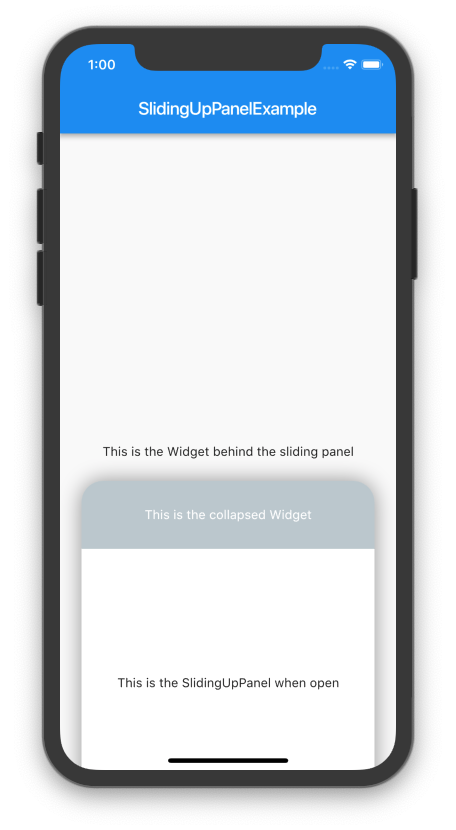 1:00
SlidingUpPanelExample
This is the Widget behind the sliding panel
This is the collapsed Widget
This is the SlidingUpPanel when open